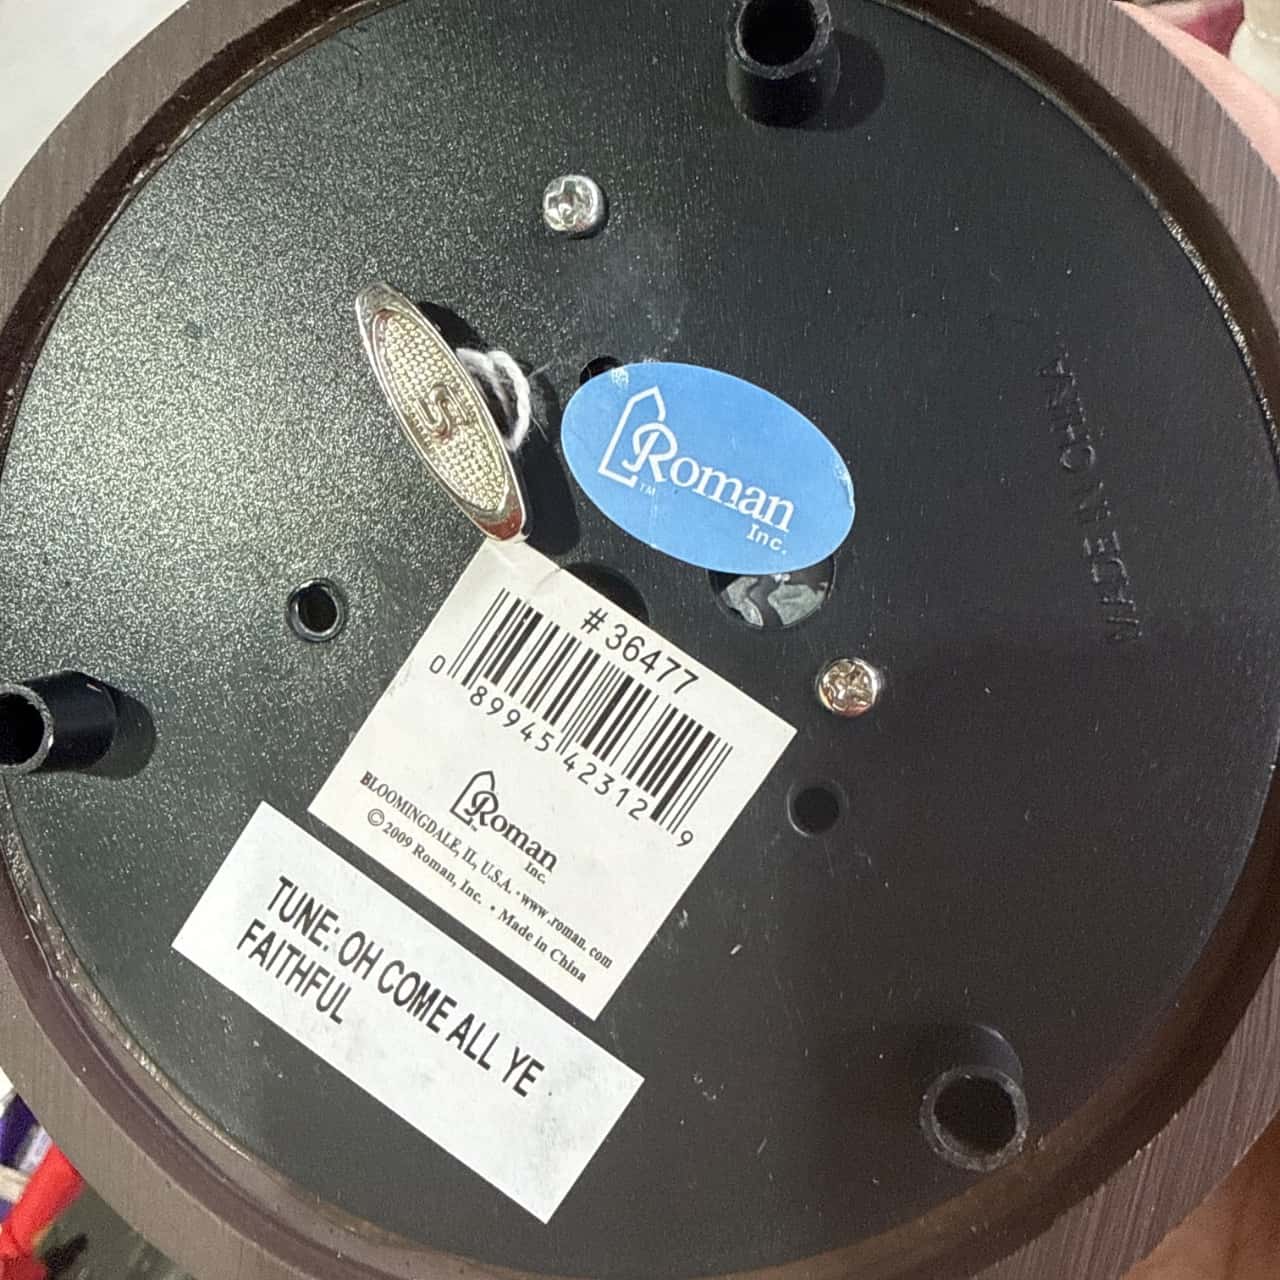 Roman
TM
Inc.
#36477
0 89945 42312 9
Roman
Inc.
BLOOMINGDALE, IL, U.S.A. • www.roman.com
© 2009 Roman, Inc. • Made in China
TUNE: OH COME ALL YE
FAITHFUL
MADE IN CHINA